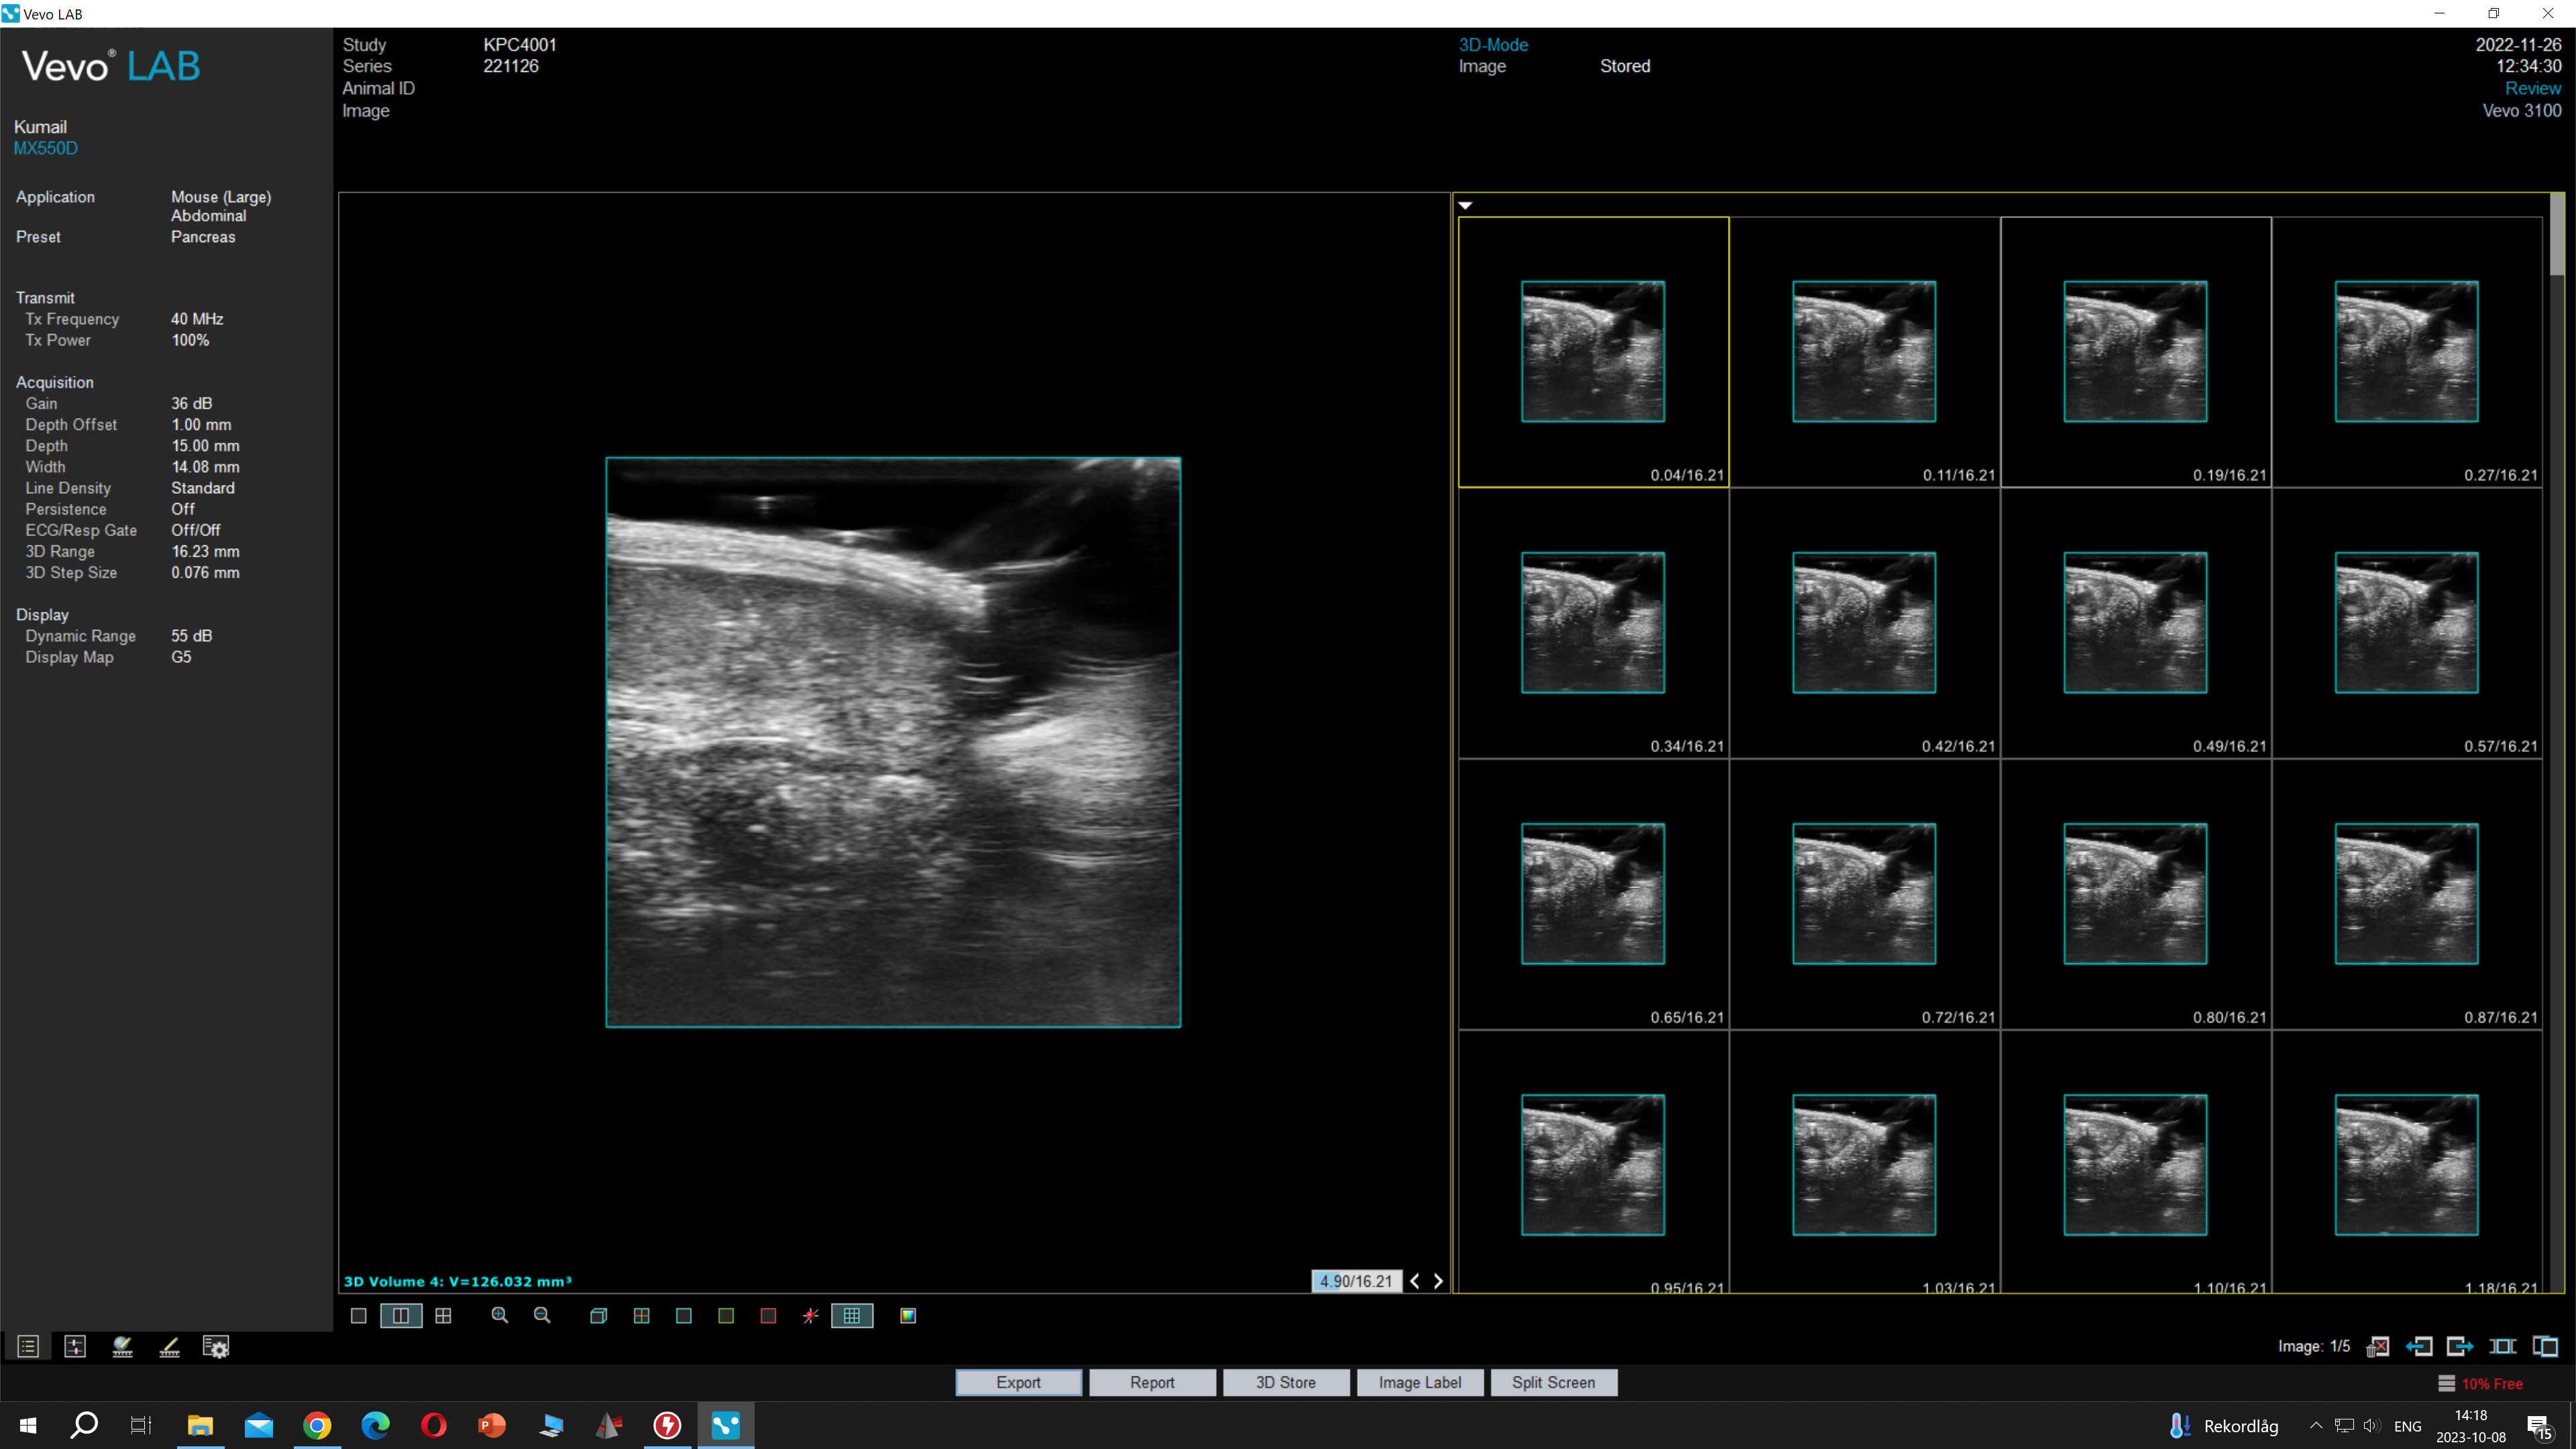 Vevo LAB
Vevo® LAB
Kumail
MX550D
Application Mouse (Large)
Abdominal
Preset Pancreas
Transmit
Tx Frequency 40 MHz
Tx Power 100%
Acquisition
Gain 36 dB
Depth Offset 1.00 mm
Depth 15.00 mm
Width 14.08 mm
Line Density Standard
Persistence Off
ECG/Resp Gate Off/Off
3D Range 16.23 mm
3D Step Size 0.076 mm
Display
Dynamic Range 55 dB
Display Map G5
Study KPC4001
Series 221126
Animal ID
Image
3D-Mode
Image Stored
2022-11-26
12:34:30
Review
Vevo 3100
0.04/16.21 0.11/16.21 0.19/16.21 0.27/16.21
0.34/16.21 0.42/16.21 0.49/16.21 0.57/16.21
0.65/16.21 0.72/16.21 0.80/16.21 0.87/16.21
0.95/16.21 1.03/16.21 1.10/16.21 1.18/16.21
3D Volume 4: V=126.032 mm³
4.90/16.21
Image: 1/5
Export Report 3D Store Image Label Split Screen
10% Free
Rekordlåg
ENG
14:18
2023-10-08
15